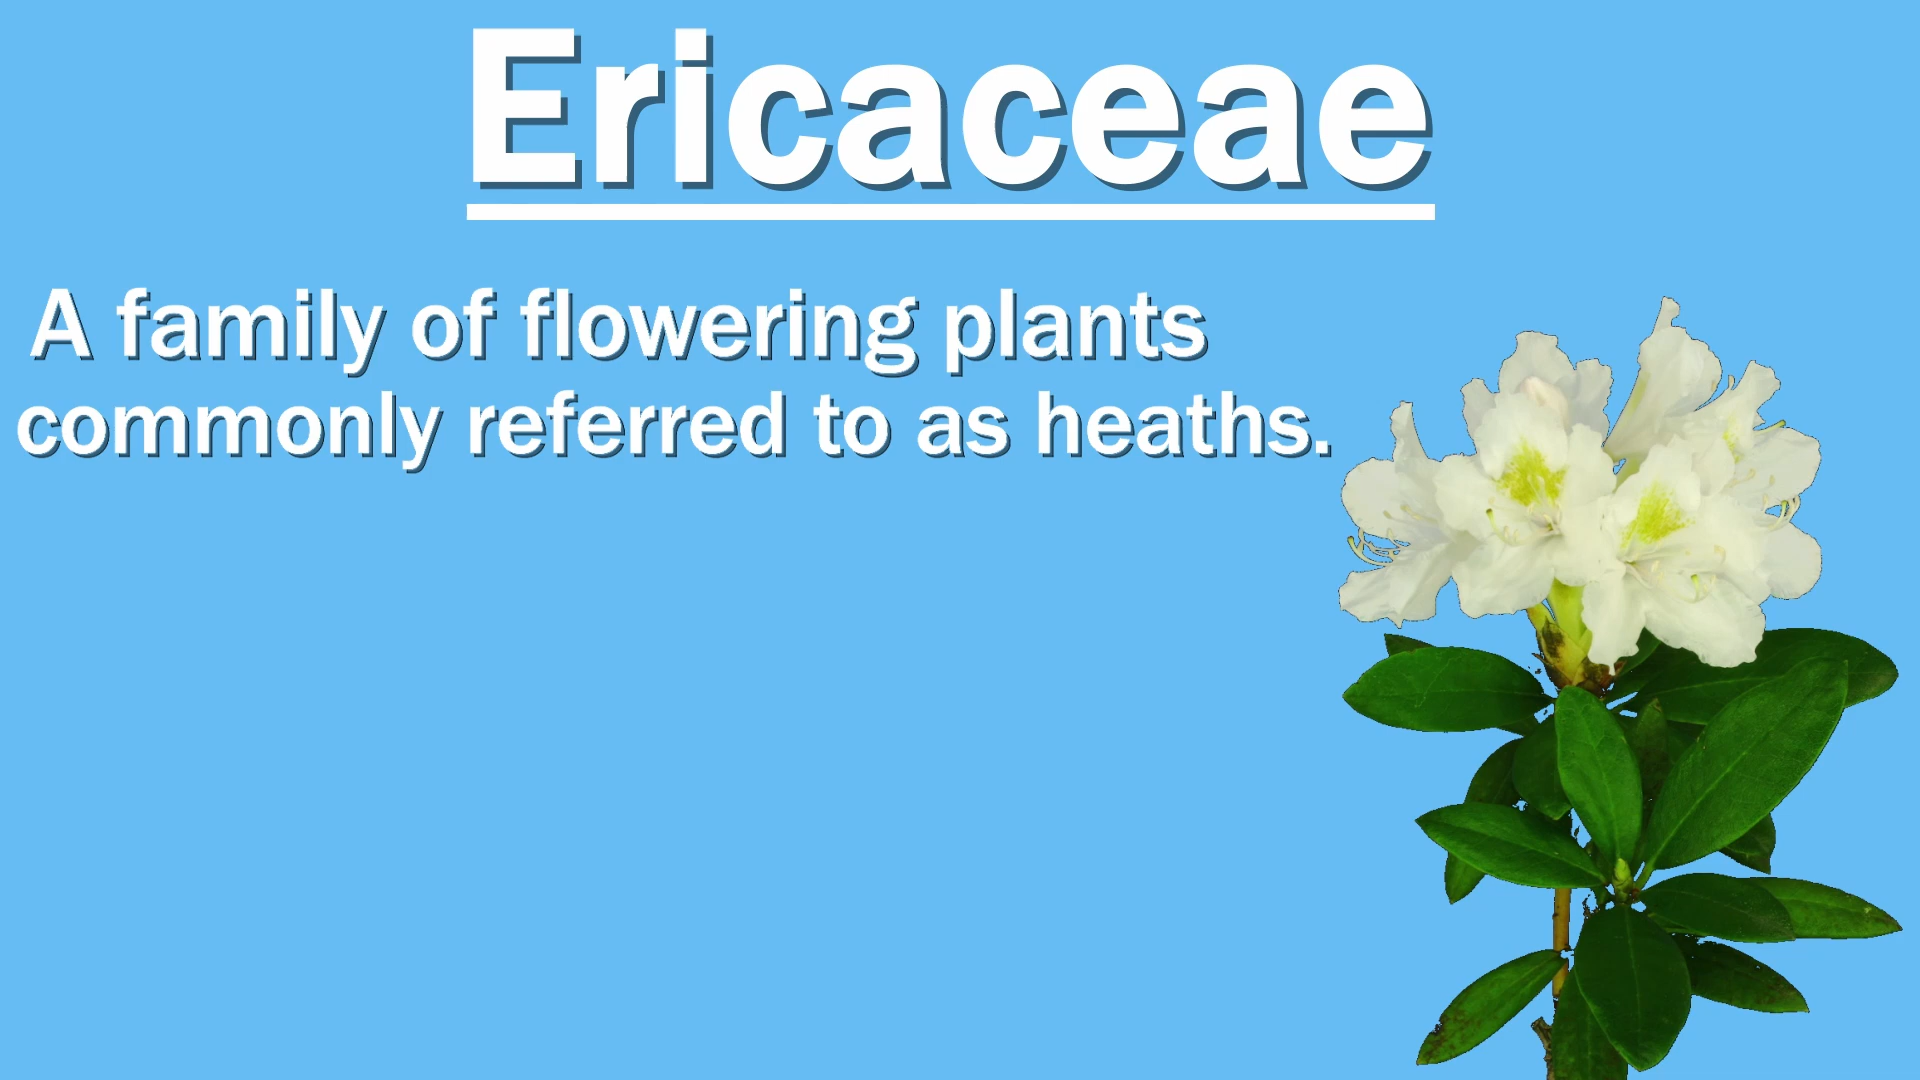 Ericaceae
A family of flowering plants
commonly referred to as heaths.